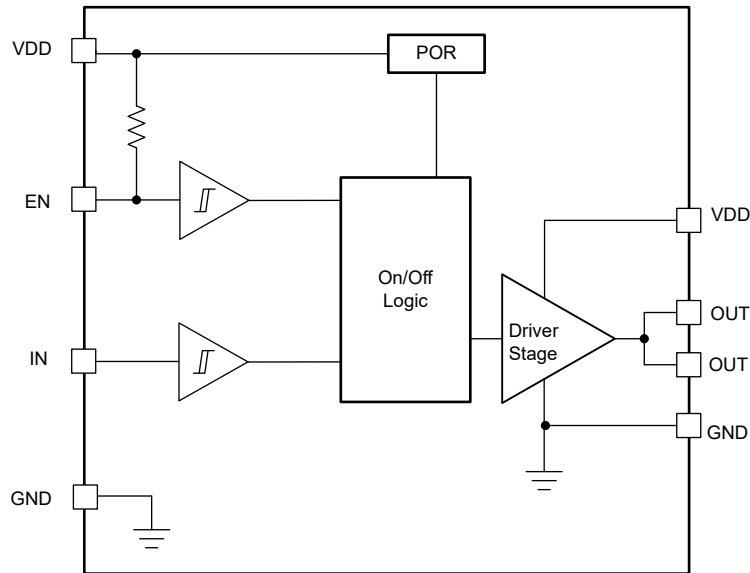 VDD
POR
EN
VDD
On/Off
Logic
OUT
Driver
Stage
IN
OUT
GND
GND